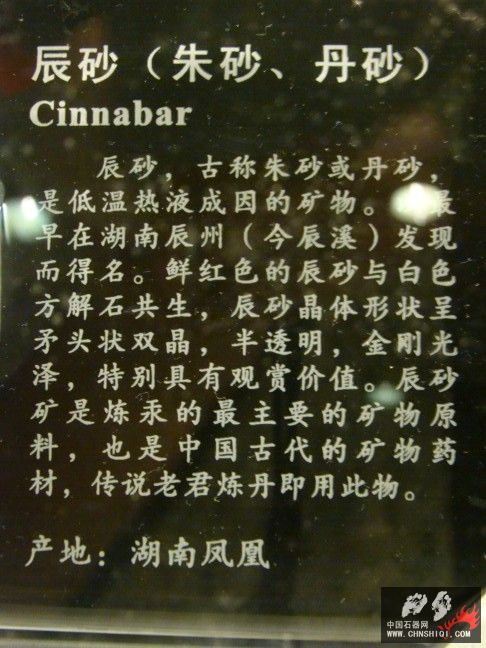 辰砂（朱砂、丹砂）
Cinnabar
辰砂，古称朱砂或丹砂，
是低温热液成因的矿物。 最
早在湖南辰州（今辰溪）发现
而得名。鲜红色的辰砂与白色
方解石共生，辰砂晶体形状呈
矛头状双晶，半透明，金刚光
泽，特别具有观赏价值。辰砂
矿是炼汞的最主要的矿物原
料，也是中国古代的矿物药
材，传说老君炼丹即用此物。
产地：湖南凤凰
中国石器网
WWW.CHNSHIQI.COM